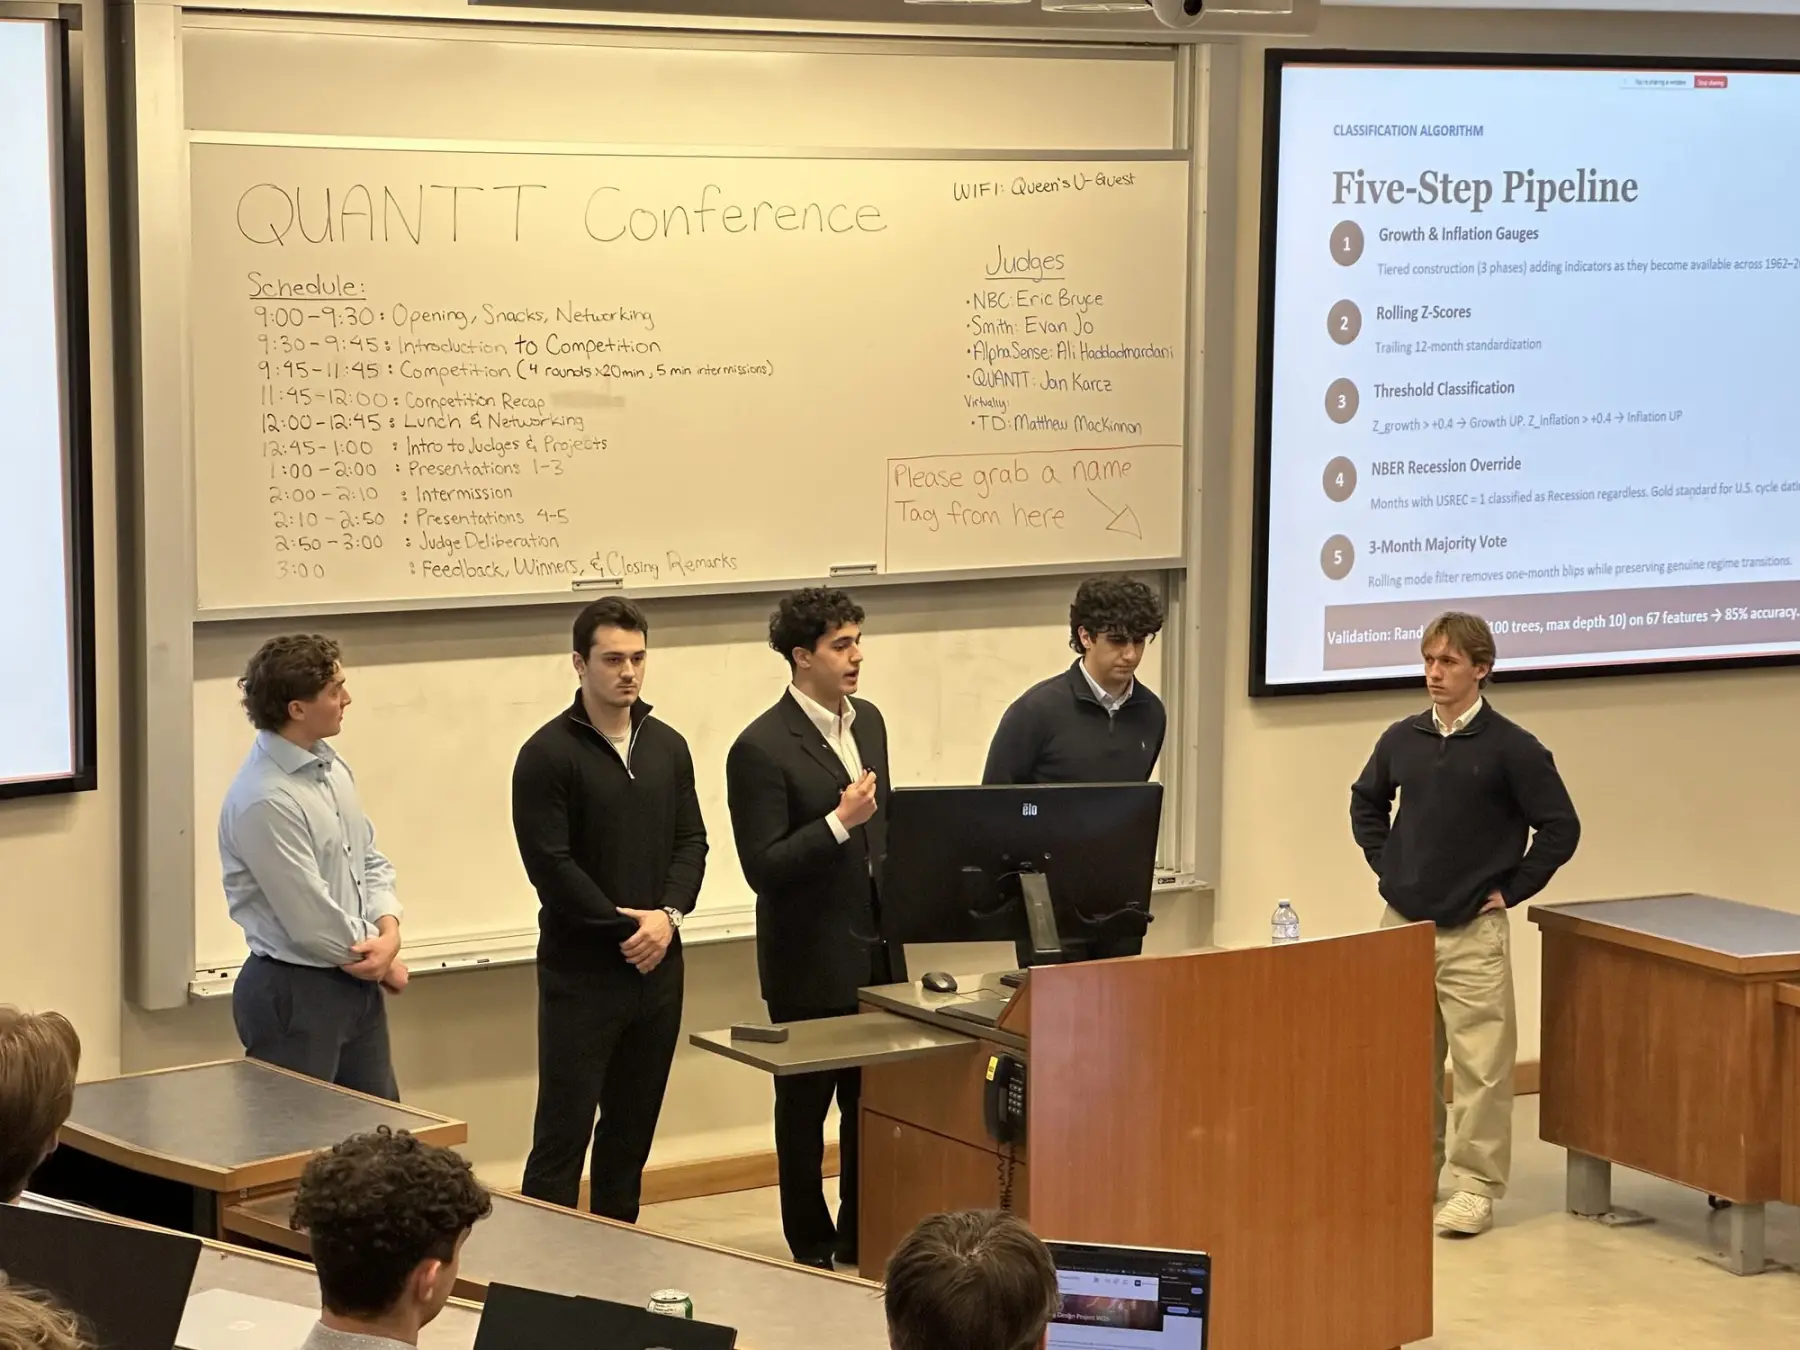 QUANTT Conference
WIFI: Queen's U-Guest
Schedule:
9:00-9:30: Opening, Snacks, Networking
9:30-9:45: Introduction to Competition
9:45-11:45: Competition (4 rounds x20min, 5 min intermissions)
11:45-12:00: Competition Recap
12:00-12:45: Lunch & Networking
12:45-1:00: Intro to Judges & Projects
1:00-2:00: Presentations 1-3
2:00-2:10: Intermission
2:10-2:50: Presentations 4-5
2:50-3:00: Judge Deliberation
3:00: Feedback, Winners, & Closing Remarks
Judges
• NBC: Eric Bryce
• Smith: Evan Jo
• AlphaSense: Ali Haddadmardani
• QUANTT: Jan Karcz
Virtually:
• TD: Matthew MacKinnon
Please grab a name
Tag from here
Stop sharing
CLASSIFICATION ALGORITHM
Five-Step Pipeline
1 Growth & Inflation Gauges
Tiered construction (3 phases) adding indicators as they become available across 1962–2
2 Rolling Z-Scores
Trailing 12-month standardization
3 Threshold Classification
Z_growth > +0.4 → Growth UP. Z_Inflation > +0.4 → Inflation UP
4 NBER Recession Override
Months with USREC = 1 classified as Recession regardless. Gold standard for U.S. cycle dati
5 3-Month Majority Vote
Rolling mode filter removes one-month blips while preserving genuine regime transitions.
Validation: Rand 100 trees, max depth 10) on 67 features → 85% accuracy.
elo